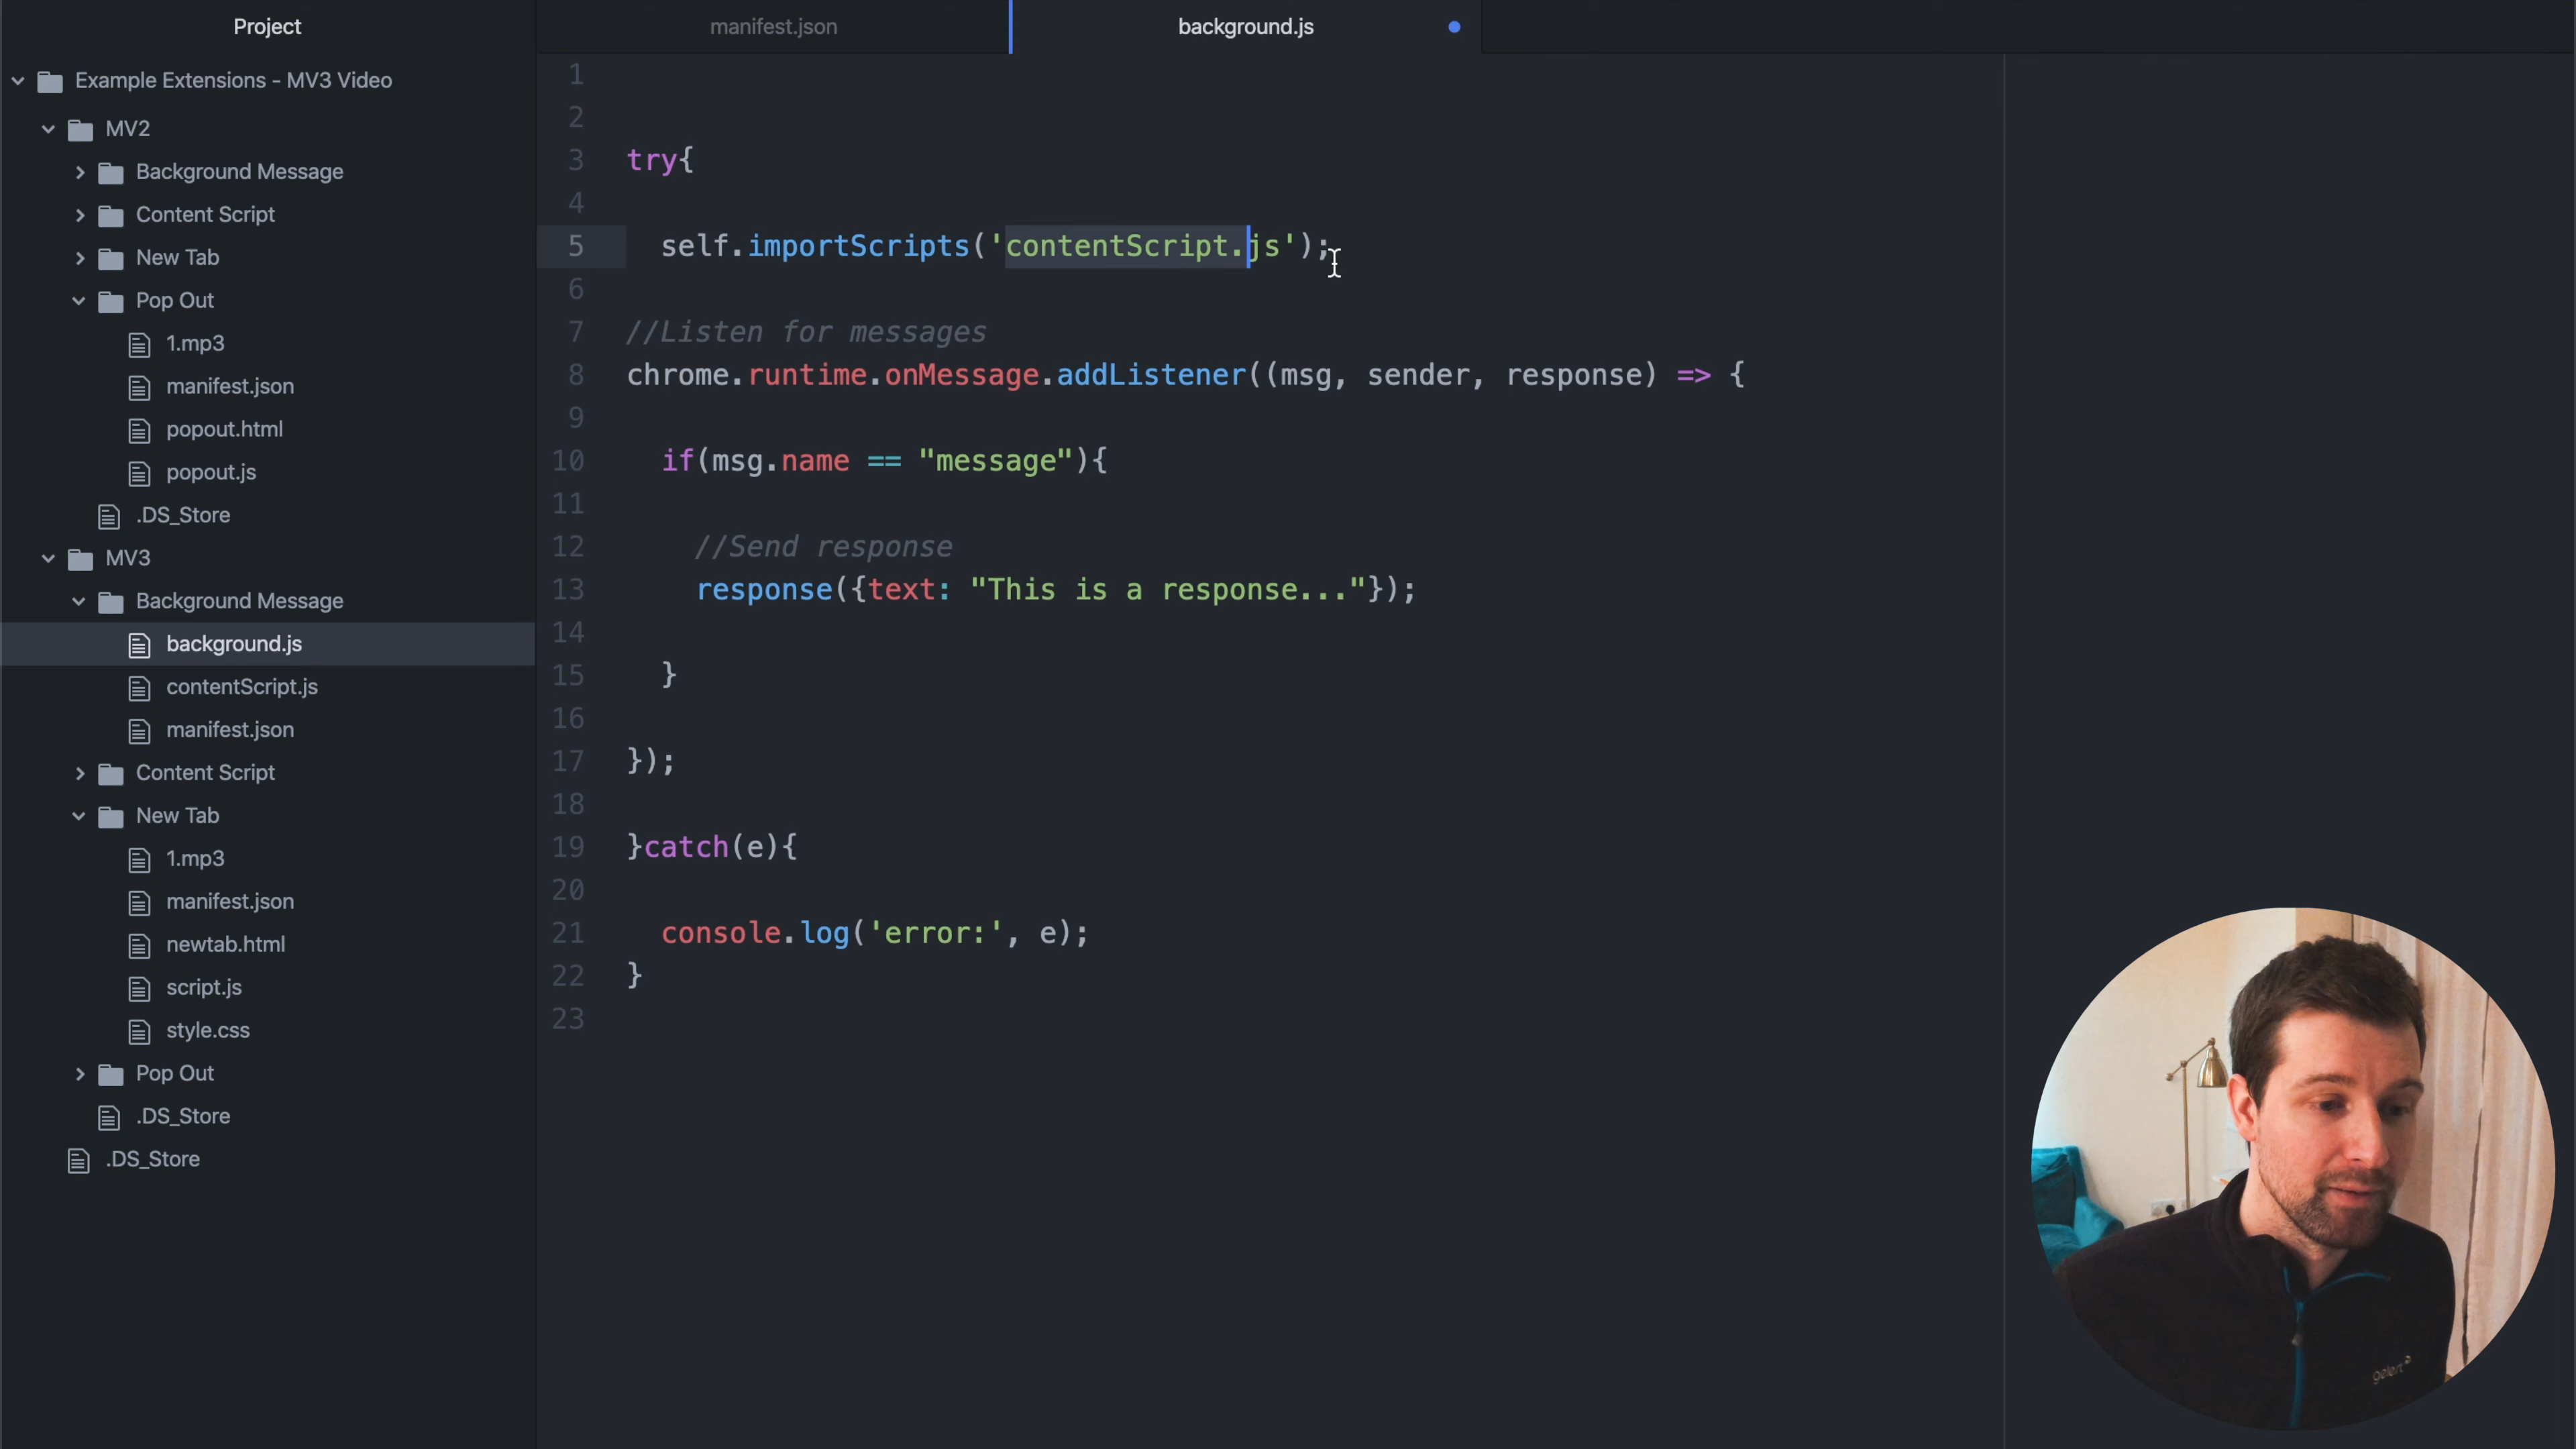 Project
manifest.json
background.js
Example Extensions - MV3 Video
MV2
Background Message
Content Script
New Tab
Pop Out
1.mp3
manifest.json
popout.html
popout.js
.DS_Store
MV3
Background Message
background.js
contentScript.js
manifest.json
Content Script
New Tab
1.mp3
manifest.json
newtab.html
script.js
style.css
Pop Out
.DS_Store
.DS_Store
1
2
3 try{
4
5 self.importScripts('contentScript.js');
6
7 //Listen for messages
8 chrome.runtime.onMessage.addListener((msg, sender, response) => {
9
10 if(msg.name == "message"){
11
12 //Send response
13 response({text: "This is a response..."});
14
15 }
16
17 });
18
19 }catch(e){
20
21 console.log('error:', e);
22 }
23
gelert